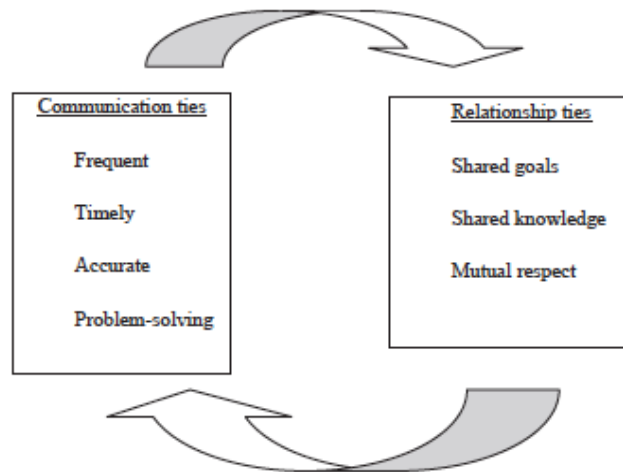 Communication ties
Frequent
Timely
Accurate
Problem-solving
Relationship ties
Shared goals
Shared knowledge
Mutual respect